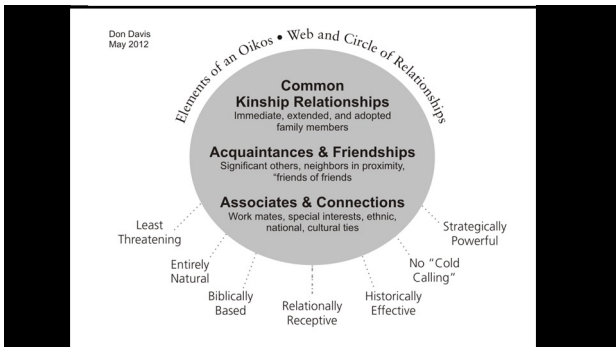 Don Davis
May 2012
Elements of an Oikos • Web and Circle of Relationships
Common
Kinship Relationships
Immediate, extended, and adopted
family members
Acquaintances & Friendships
Significant others, neighbors in proximity,
"friends of friends
Associates & Connections
Work mates, special interests, ethnic,
national, cultural ties
Least
Threatening
Entirely
Natural
Biblically
Based
Relationally
Receptive
Historically
Effective
No "Cold
Calling"
Strategically
Powerful